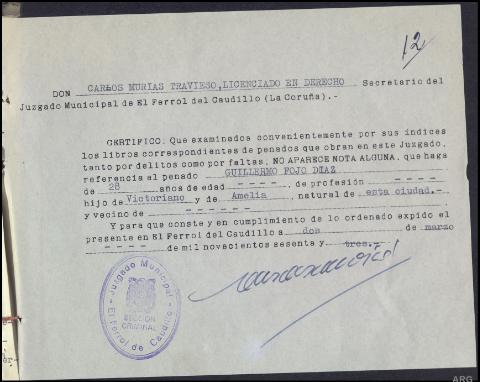 12
DON CARLOS MURIAS TRAVIESO, LICENCIADO EN DERECHO Secretario del
Juzgado Municipal de El Ferrol del Caudillo (La Coruña).-
CERTIFICO: Que examinados convenientemente por sus índices
los libros correspondientes de penados que obran en este Juzgado,
tanto por delitos como por faltas, NO APARECE NOTA ALGUNA, que haga
referencia al penado GUILLERMO FOJO DIAZ
de 28 años de edad - - - -, de profesión - - - -
hijo de Victoriano y de Amelia, natural de esta ciudad.-
y vecino de - - - - - -
Y para que conste y en cumplimiento de lo ordenado expido el
presente en El Ferrol del Caudillo a dos de marzo
- - - - de mil novecientos sesenta y tres.
Juzgado Municipal
SECCION
CRIMINAL
El Ferrol de Caudillo
ARG